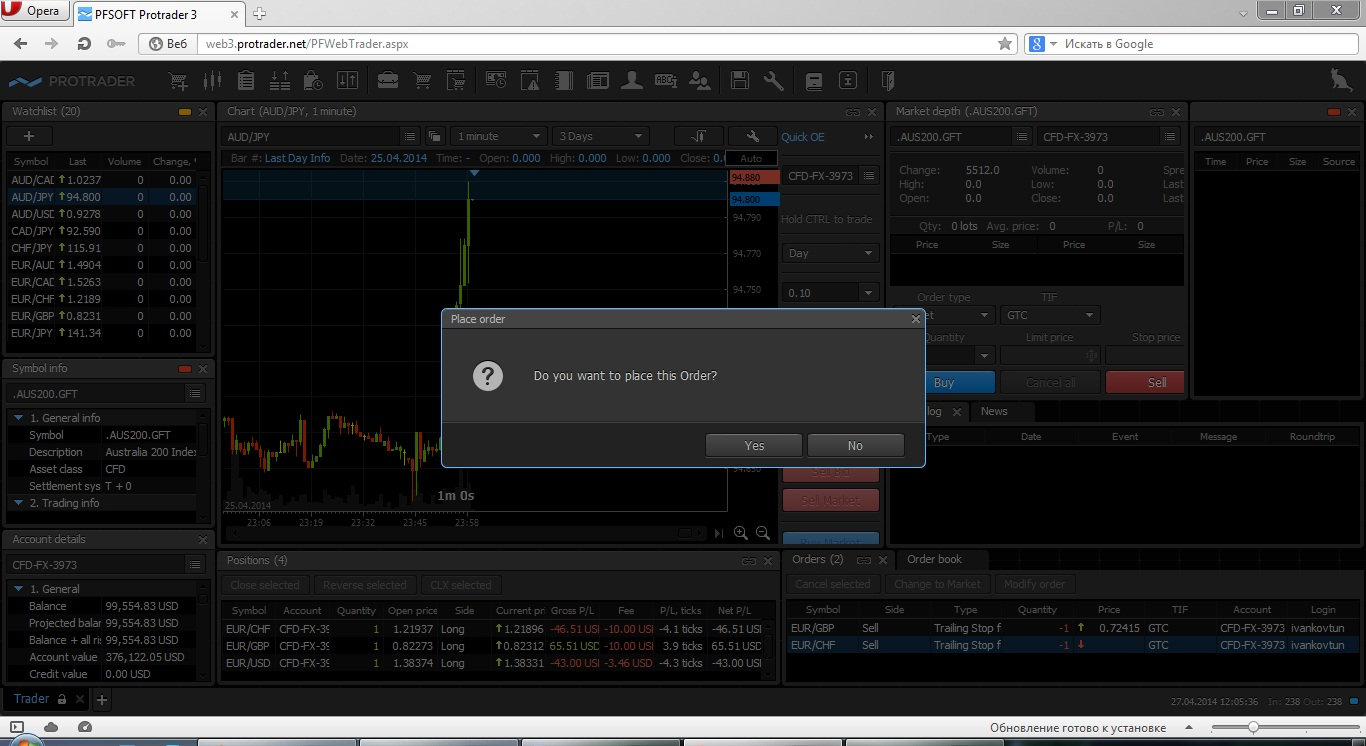 Opera
PFSOFT Protrader 3
Веб
web3.protrader.net/PFWebTrader.aspx
Искать в Google
PROTRADER
Watchlist (20)
Symbol Last Volume Change,
AUD/CAD 1.0237 0 0.00
AUD/JPY 94.800 0 0.00
AUD/USD 0.9278 0 0.00
CAD/JPY 92.590 0 0.00
CHF/JPY 115.91 0 0.00
EUR/AUD 1.4904 0 0.00
EUR/CAD 1.5263 0 0.00
EUR/CHF 1.2189 0 0.00
EUR/GBP 0.8231 0 0.00
EUR/JPY 141.34 0 0.00
Symbol info
.AUS200.GFT
1. General info
Symbol .AUS200.GFT
Description Australia 200 Index
Asset class CFD
Settlement sys T + 0
2. Trading info
Account details
CFD-FX-3973
1. General
Balance 99,554.83 USD
Projected balan 99,554.83 USD
Balance + all ri 99,554.83 USD
Account value 376,122.05 USD
Credit value 0.00 USD
Chart (AUD/JPY, 1 minute)
AUD/JPY 1 minute 3 Days
Bar #: Last Day Info Date: 25.04.2014 Time: - Open: 0.000 High: 0.000 Low: 0.000 Close: 0.0
Auto
94.880
94.800
94.790
94.770
94.750
1m 0s
25.04.2014
23:06 23:19 23:32 23:45 23:58
Quick OE
CFD-FX-3973
Hold CTRL to trade
Day
0.10
Sell Bid
Sell Market
Buy Market
Market depth (.AUS200.GFT)
.AUS200.GFT CFD-FX-3973
Change: 5512.0 Volume: 0 Spre
High: 0.0 Low: 0.0 Last
Open: 0.0 Close: 0.0 Last
Qty: 0 lots Avg. price: 0 P/L: 0
Price Size Price Size
Order type TIF
et GTC
Quantity Limit price Stop price
Buy Cancel all Sell
.AUS200.GFT
Time Price Size Source
log News
Type Date Event Message Roundtrip
Place order
Do you want to place this Order?
Yes No
Positions (4)
Close selected Reverse selected CLX selected
Symbol Account Quantity Open price Side Current pri Gross P/L Fee P/L, ticks Net P/L
EUR/CHF CFD-FX-39 1 1.21937 Long 1.21896 -46.51 USD -10.00 USD -4.1 ticks -46.51 USD
EUR/GBP CFD-FX-39 1 0.82273 Long 0.82312 65.51 USD -10.00 USD 3.9 ticks 65.51 USD
EUR/USD CFD-FX-39 1 1.38374 Long 1.38331 -43.00 USD -3.46 USD -4.3 ticks -43.00 USD
Orders (2) Order book
Cancel selected Change to Market Modify order
Symbol Side Type Quantity Price TIF Account Login
EUR/GBP Sell Trailing Stop f -1 0.72415 GTC CFD-FX-3973 ivankovtun
EUR/CHF Sell Trailing Stop f -1 GTC CFD-FX-3973 ivankovtun
Trader
27.04.2014 12:05:36 In: 238 Out: 238
Обновление готово к установке